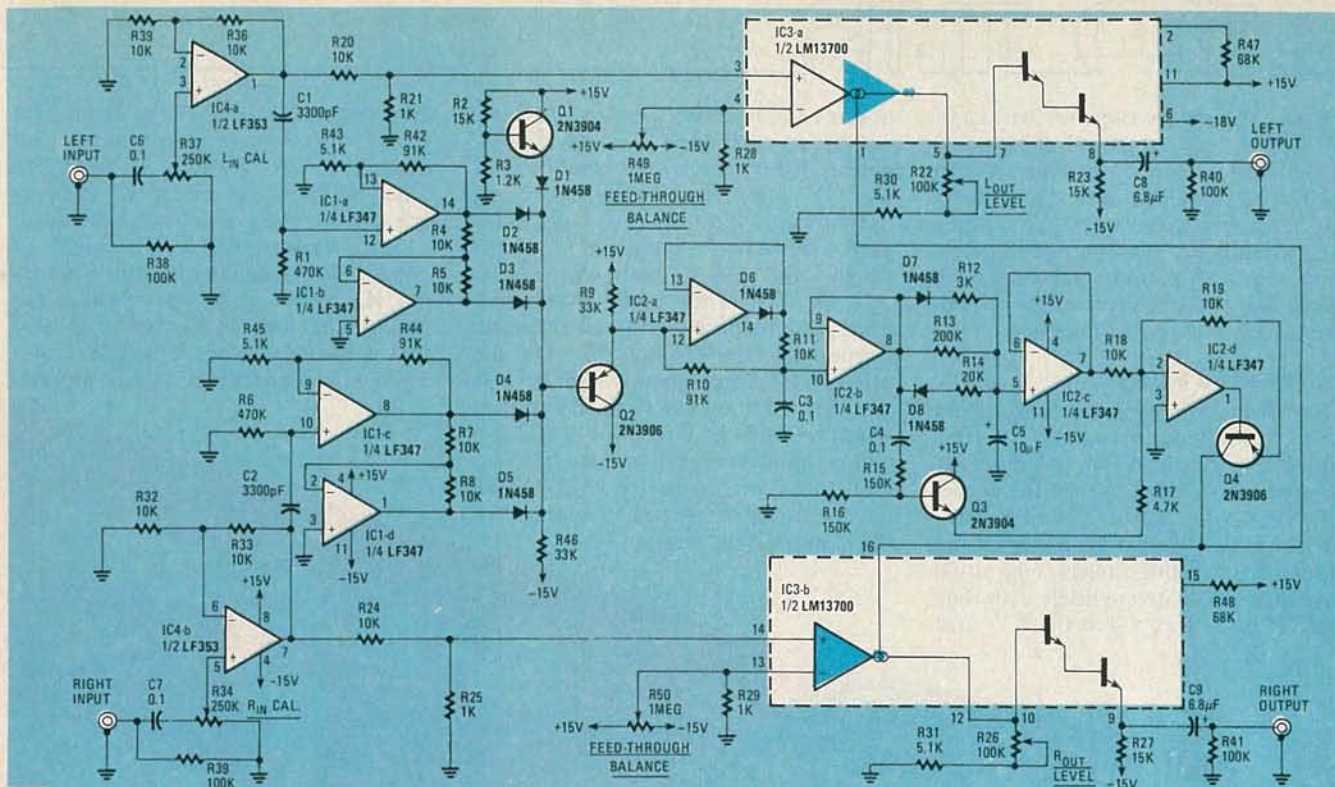 R39
10K
R36
10K
2
3
1
IC4-a
1/2 LF353
R20
10K
C1
3300pF
R21
1K
LEFT
INPUT
C6
0.1
R37
250K
L IN CAL
R38
100K
R43
5.1K
R42
91K
13
12
14
IC1-a
1/4 LF347
R1
470K
R2
15K
R3
1.2K
+15V
Q1
2N3904
D1
1N458
D2
1N458
R4
10K
R5
10K
D3
1N458
6
5
7
IC1-b
1/4 LF347
R45
5.1K
R44
91K
R6
470K
9
10
8
IC1-c
1/4 LF347
D4
1N458
R7
10K
C2
3300pF
+15V
4
2
3
1
11
-15V
IC1-d
1/4 LF347
R8
10K
D5
1N458
R46
33K
-15V
R32
10K
R33
10K
+15V
8
6
5
7
4
-15V
IC4-b
1/2 LF353
R24
10K
R25
1K
RIGHT
INPUT
C7
0.1
R34
250K
R IN CAL.
R39
100K
IC3-a
1/2 LM13700
3
4
1
5
7
8
2
11
6
R47
68K
+15V
-18V
+15V
R49
1MEG
-15V
FEED-THROUGH
BALANCE
R28
1K
R30
5.1K
R22
100K
L OUT
LEVEL
R23
15K
-15V
C8
6.8μF
R40
100K
LEFT
OUTPUT
+15V
R9
33K
Q2
2N3906
-15V
IC2-a
1/4 LF347
13
12
14
D6
1N458
R11
10K
R10
91K
C3
0.1
9
10
8
IC2-b
1/4 LF347
D7
1N458
R12
3K
R13
200K
R14
20K
D8
1N458
C4
0.1
R15
150K
R16
150K
+15V
Q3
2N3904
C5
10μF
+15V
4
6
5
7
11
-15V
IC2-c
1/4 LF347
R18
10K
R19
10K
2
3
1
IC2-d
1/4 LF347
R17
4.7K
Q4
2N3906
16
IC3-b
1/2 LM13700
14
13
12
10
9
15
R48
68K
+15V
+15V
R50
1MEG
-15V
FEED-THROUGH
BALANCE
R29
1K
R31
5.1K
R26
100K
R OUT
LEVEL
R27
15K
-15V
C9
6.8μF
R41
100K
RIGHT
OUTPUT